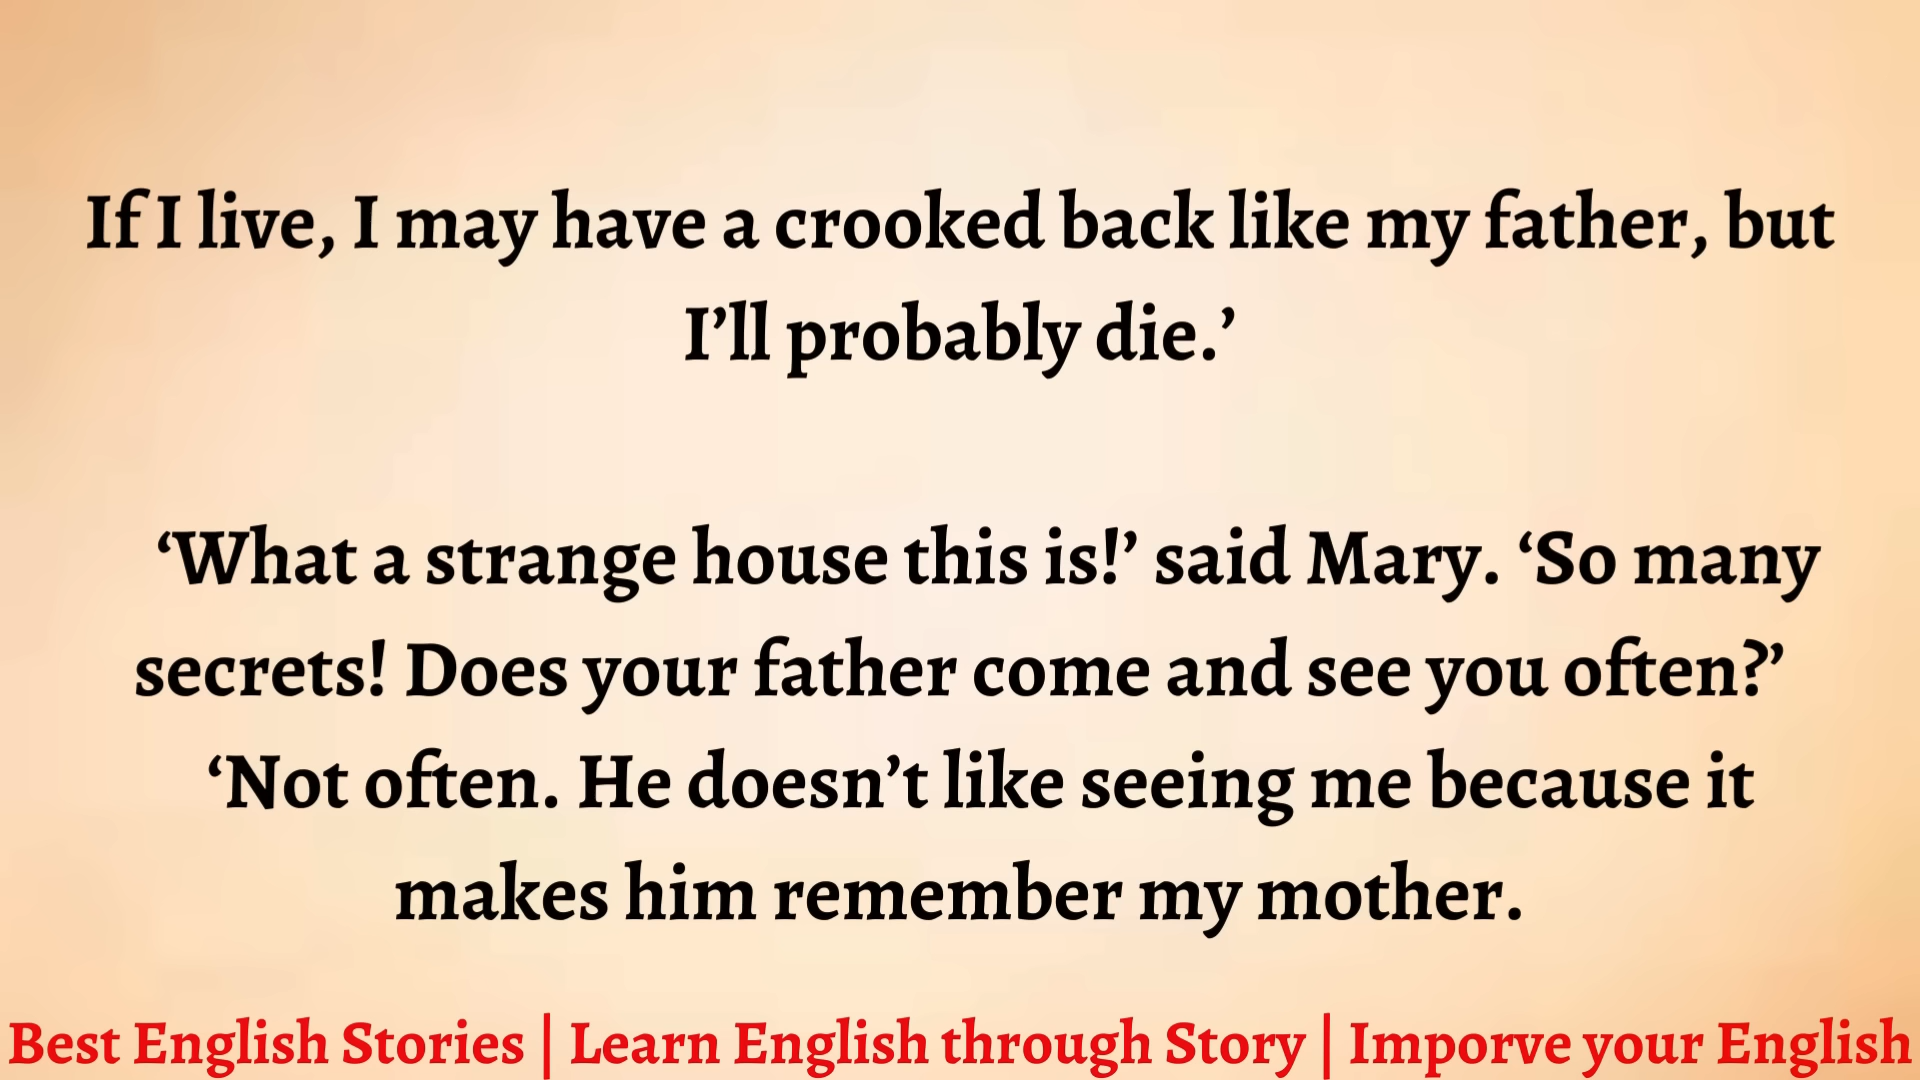 If I live, I may have a crooked back like my father, but
I’ll probably die.’
‘What a strange house this is!’ said Mary. ‘So many
secrets! Does your father come and see you often?’
‘Not often. He doesn’t like seeing me because it
makes him remember my mother.
Best English Stories | Learn English through Story | Imporve your English